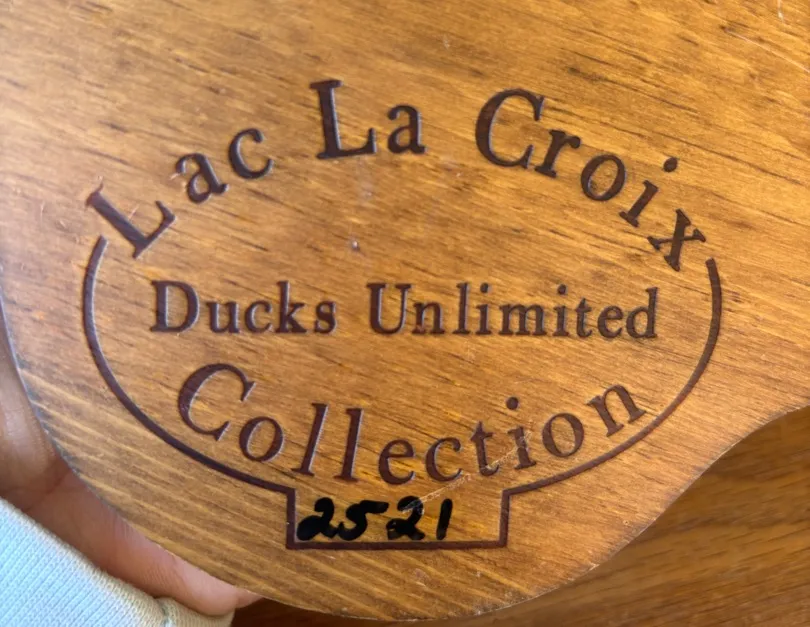 Lac La Croix
Ducks Unlimited
Collection
2521